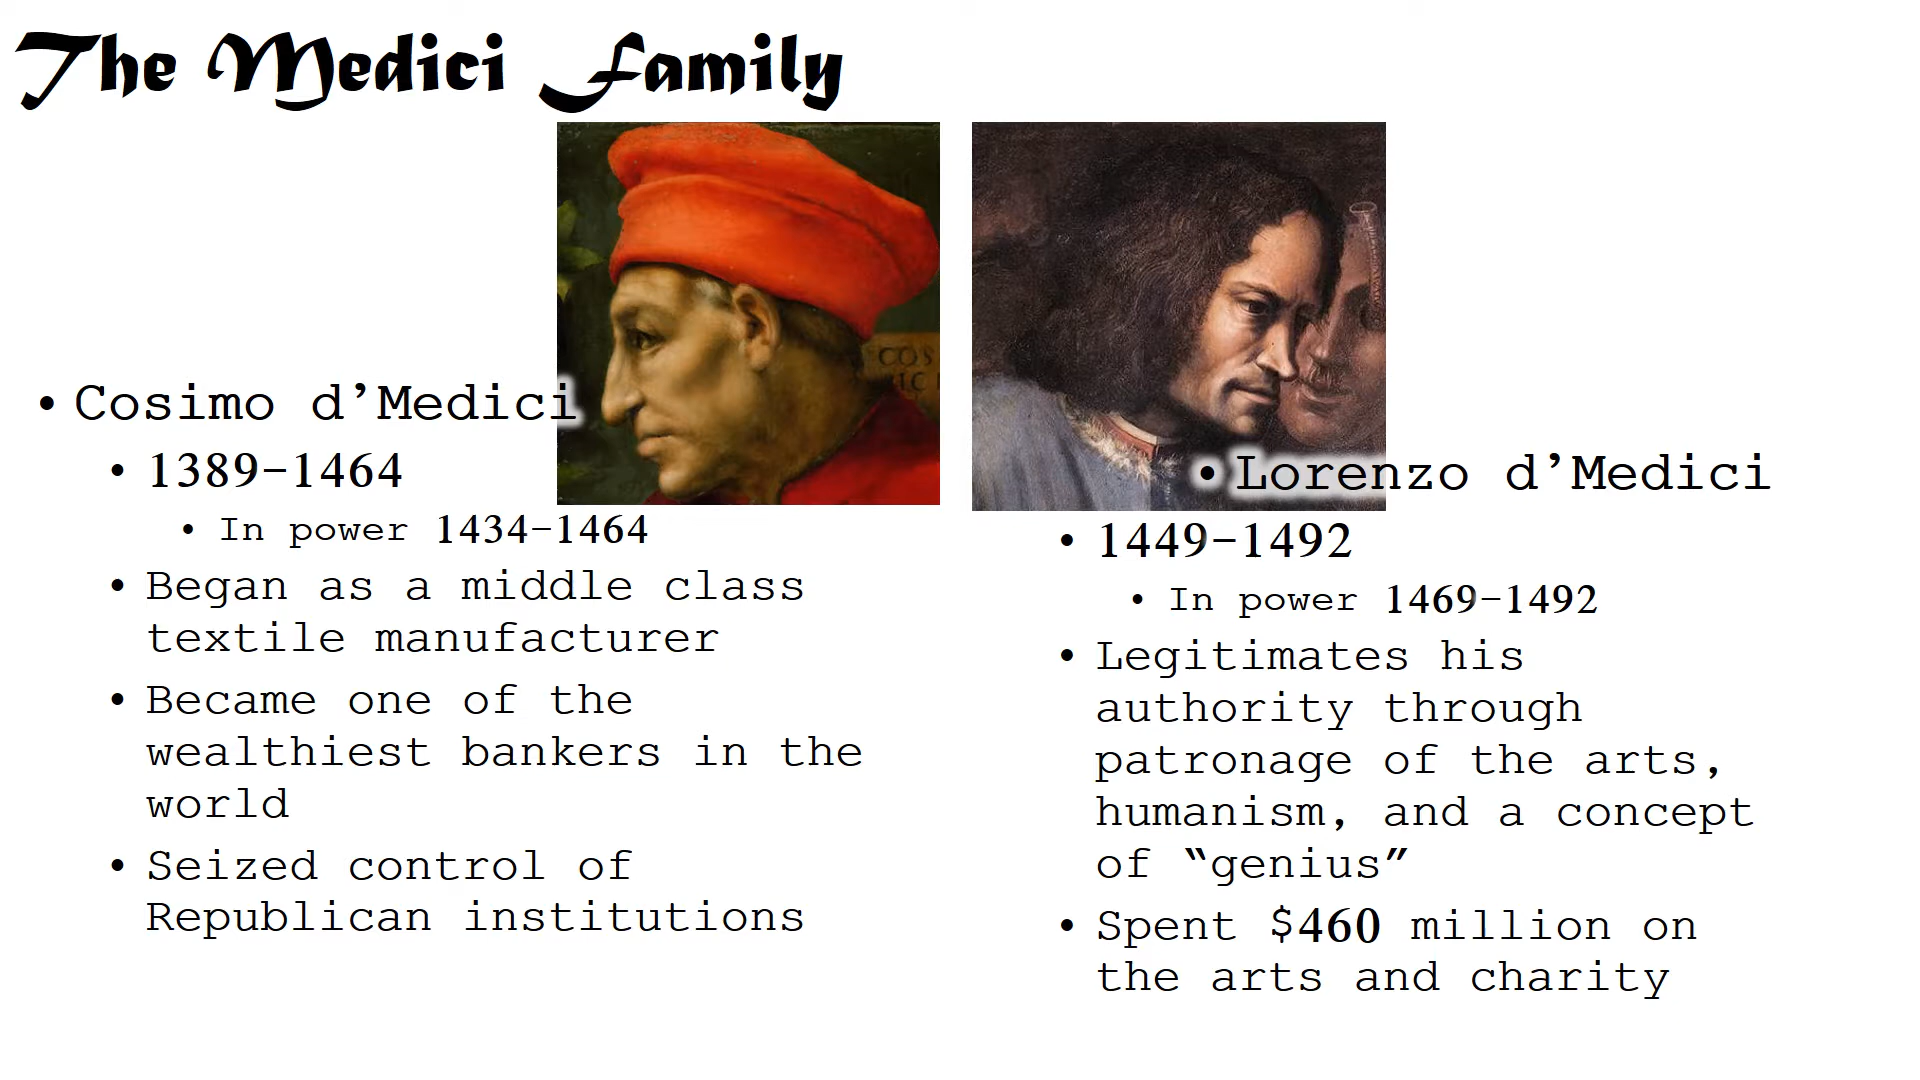 The Medici Family
COS
IC
• Cosimo d’Medici
• 1389–1464
• In power 1434–1464
• Began as a middle class
textile manufacturer
• Became one of the
wealthiest bankers in the
world
• Seized control of
Republican institutions
• Lorenzo d’Medici
• 1449–1492
• In power 1469–1492
• Legitimates his
authority through
patronage of the arts,
humanism, and a concept
of “genius”
• Spent $460 million on
the arts and charity